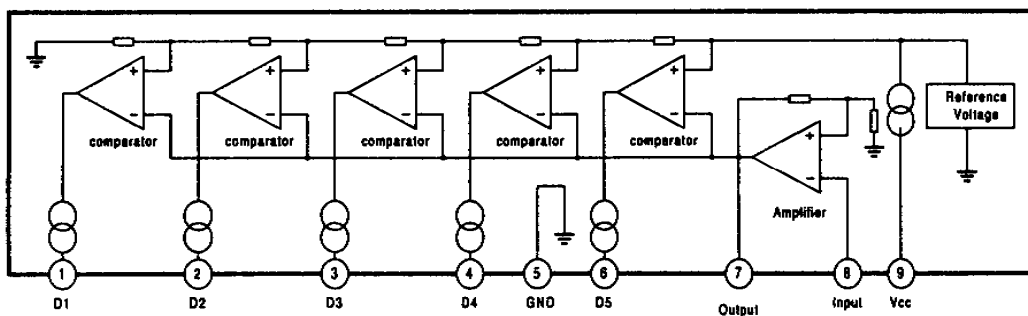 Reference
Voltage
+
+
+
+
+
−
−
−
−
−
comparator
comparator
comparator
comparator
comparator
+
−
Amplifier
1
2
3
4
5
6
7
8
9
D1
D2
D3
D4
GND
D5
Output
Input
Vcc